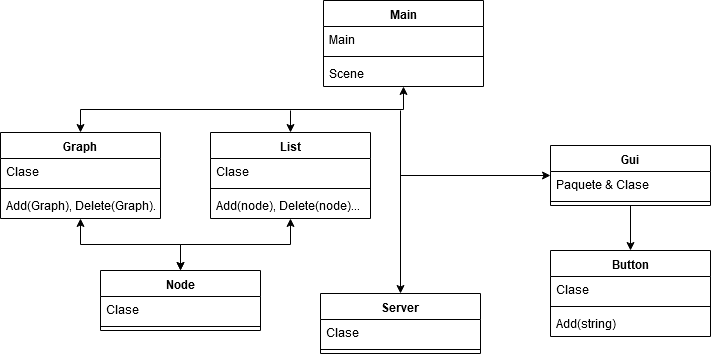 Main
Main
Scene
Graph
Clase
Add(Graph), Delete(Graph).
List
Clase
Add(node), Delete(node)...
Gui
Paquete & Clase
Node
Clase
Server
Clase
Button
Clase
Add(string)